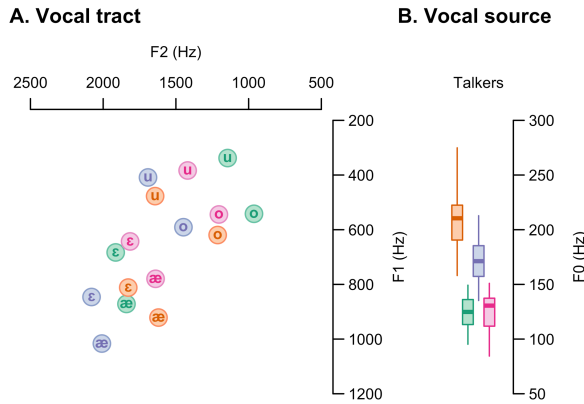 A. Vocal tract
B. Vocal source
F2 (Hz)
2500 2000 1500 1000 500
Talkers
200
400
600
800
1000
1200
F1 (Hz)
300
250
200
150
100
50
F0 (Hz)
u
u
u
u
o
o
o
o
ɛ
ɛ
æ
ɛ
ɛ
æ
æ
æ